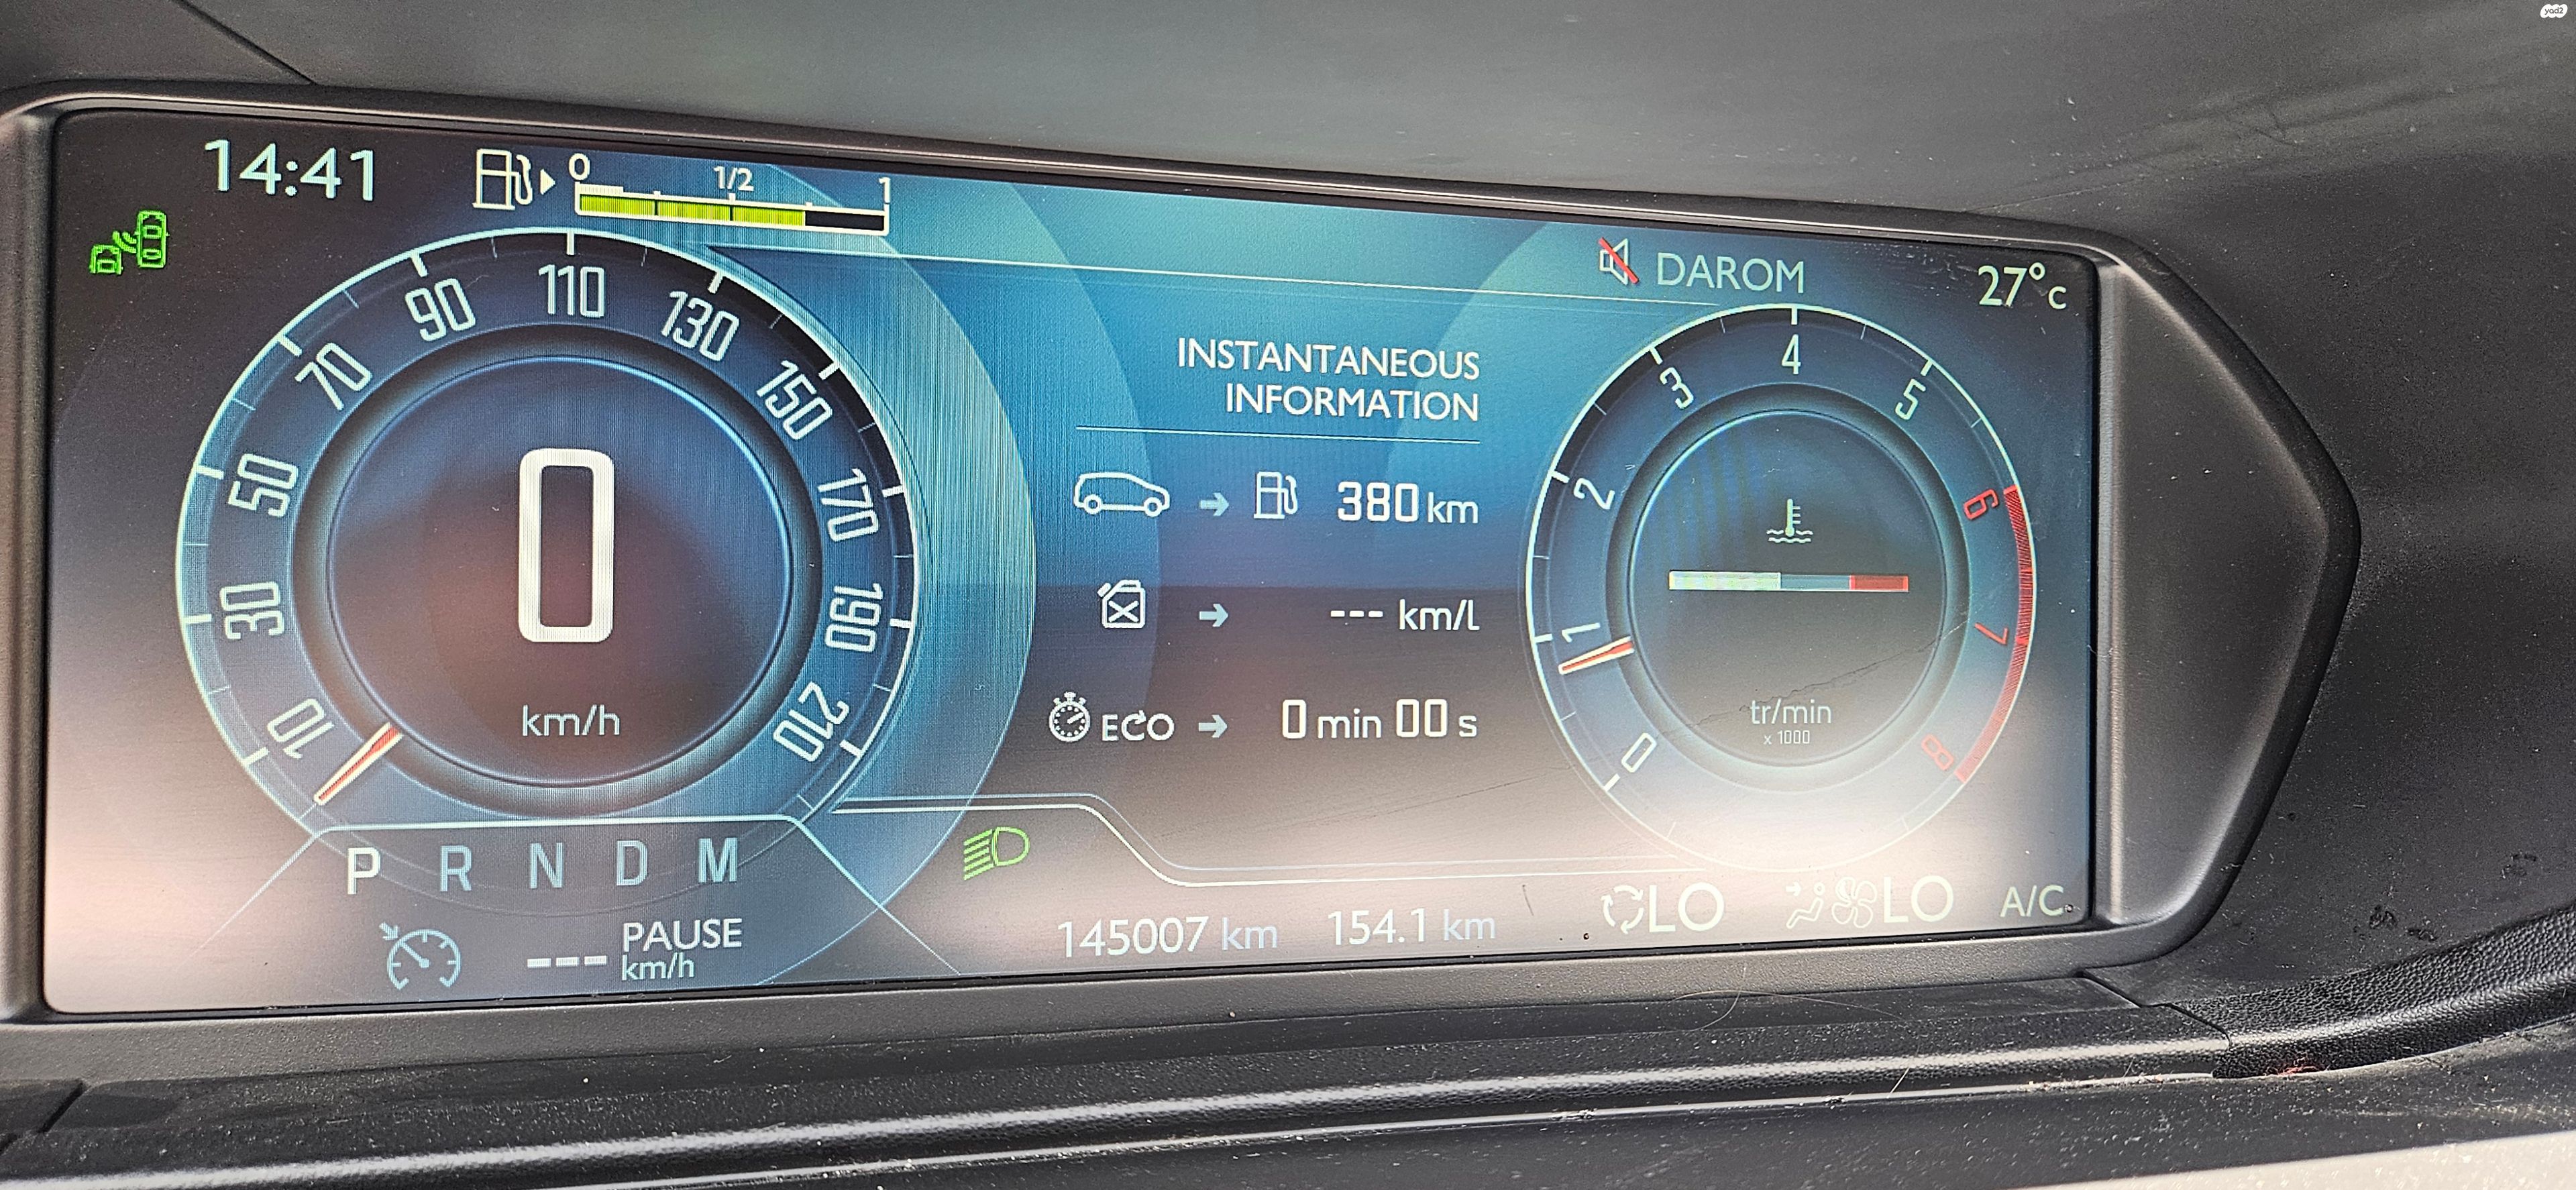 yad2
14:41
0 1/2 1
DAROM
27°c
10 30 50 70 90 110 130 150 170 190 210
0
km/h
INSTANTANEOUS
INFORMATION
380 km
--- km/l
ECO 0 min 00 s
0 1 2 3 4 5 6 7 8
tr/min
x 1000
P R N D M
--- PAUSE
km/h
145007 km 154.1 km
LO LO A/C